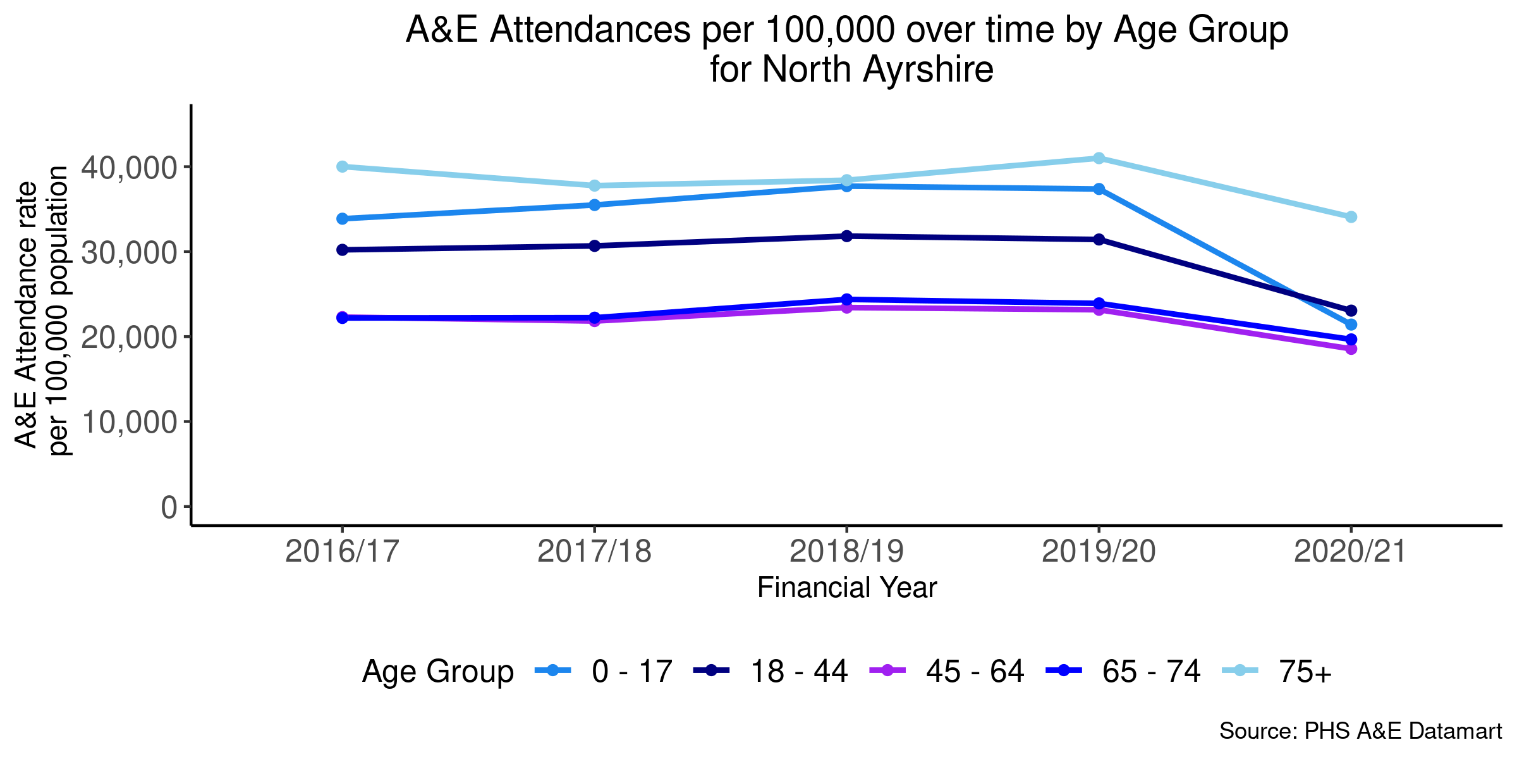 A&E Attendances per 100,000 over time by Age Group
for North Ayrshire
A&E Attendance rate
per 100,000 population
40,000
30,000
20,000
10,000
0
2016/17 2017/18 2018/19 2019/20 2020/21
Financial Year
Age Group 0 - 17 18 - 44 45 - 64 65 - 74 75+
Source: PHS A&E Datamart